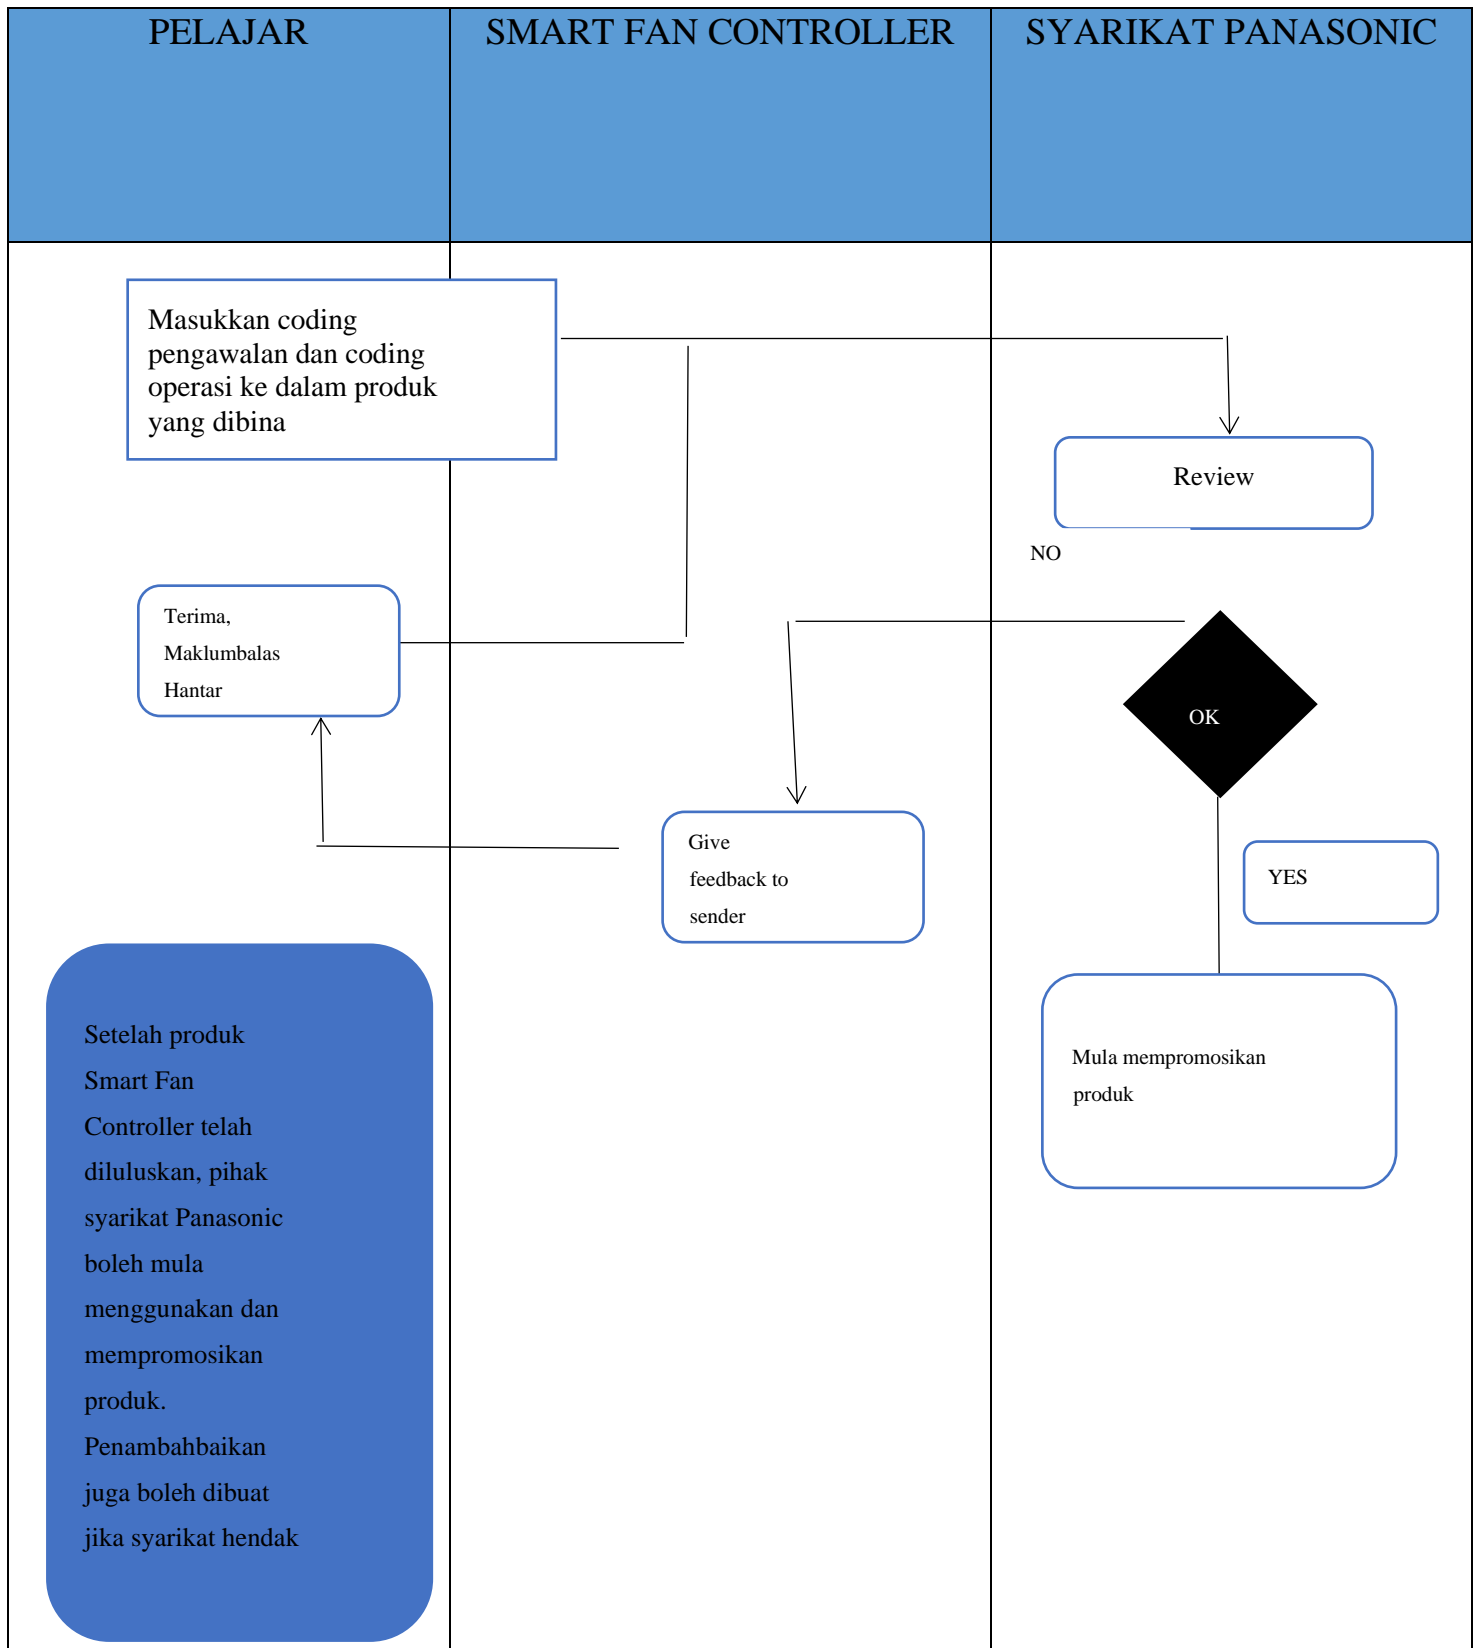 PELAJAR
SMART FAN CONTROLLER
SYARIKAT PANASONIC
Masukkan coding
pengawalan dan coding
operasi ke dalam produk
yang dibina
Review
NO
Terima,
Maklumbalas
Hantar
OK
Give
feedback to
sender
YES
Setelah produk
Smart Fan
Controller telah
diluluskan, pihak
syarikat Panasonic
boleh mula
menggunakan dan
mempromosikan
produk.
Penambahbaikan
juga boleh dibuat
jika syarikat hendak
Mula mempromosikan
produk